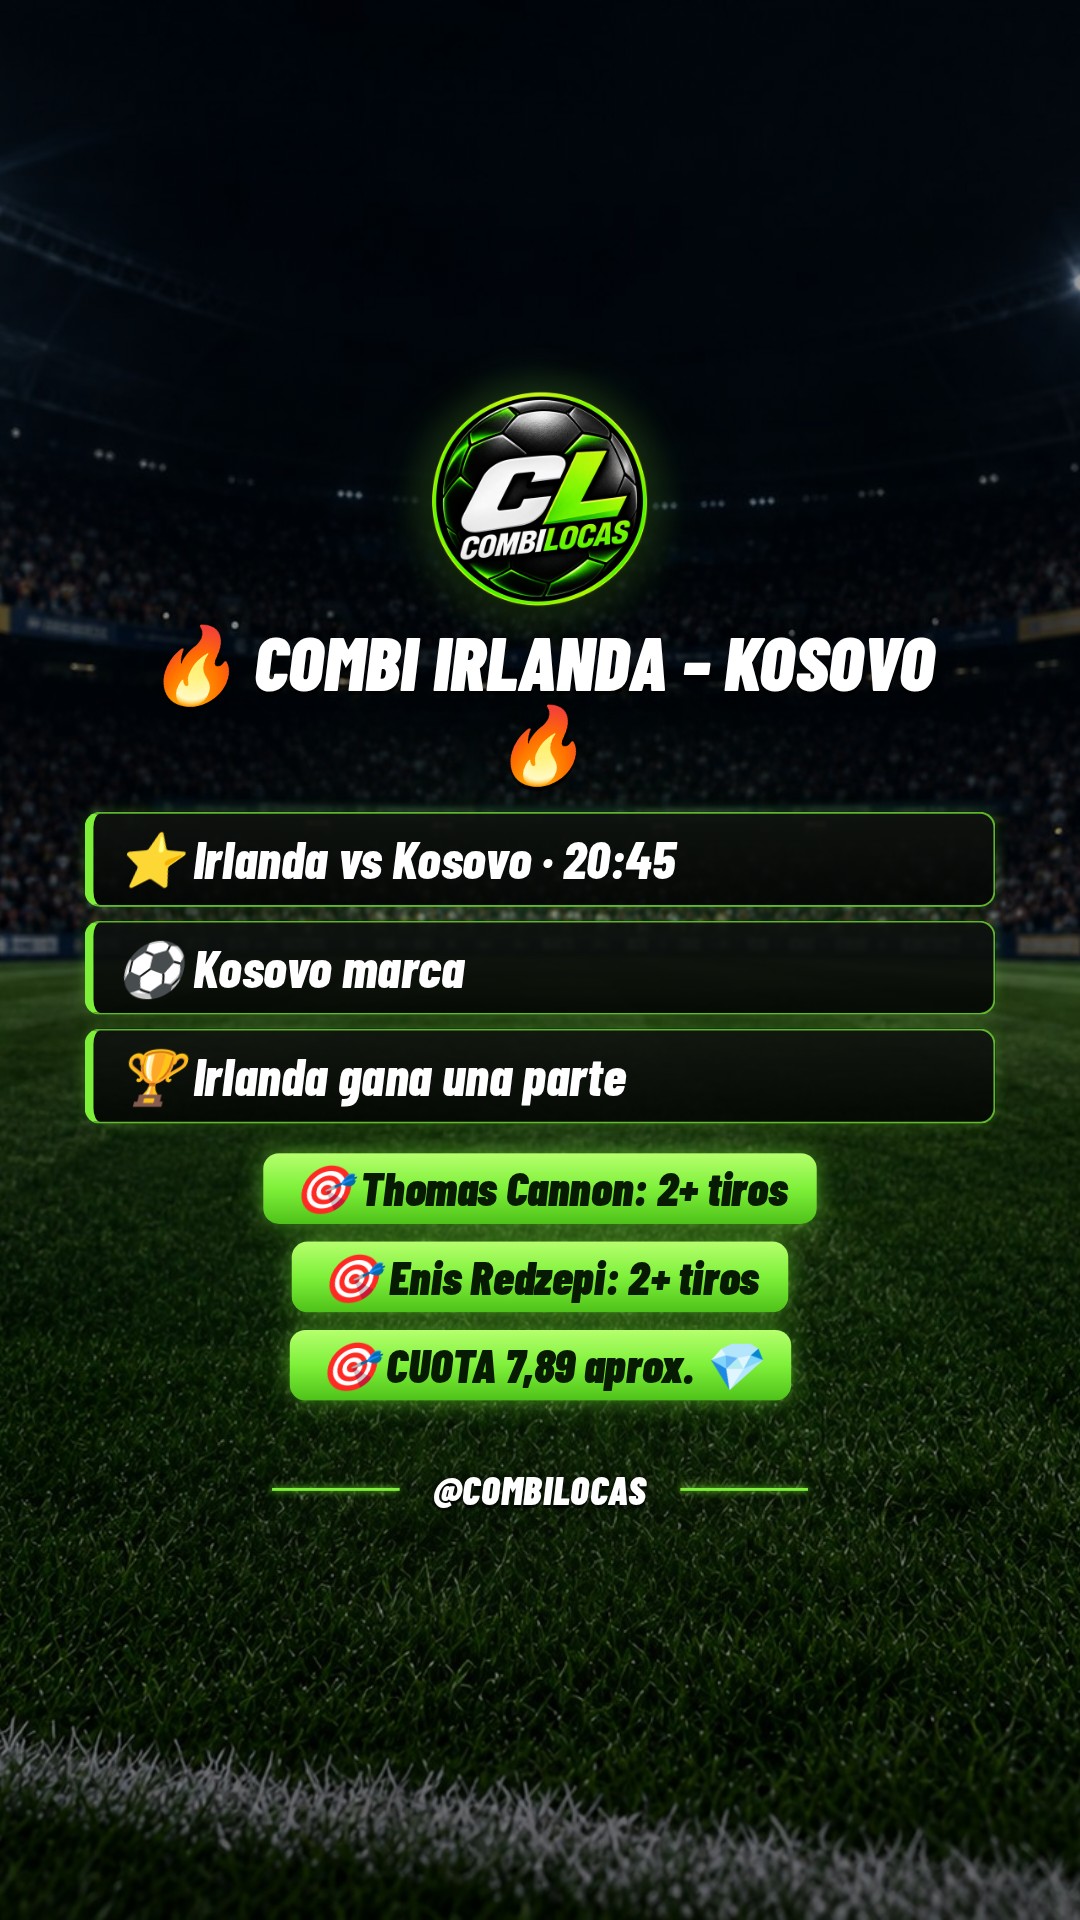 CL
COMBILOCAS
🔥 COMBI IRLANDA - KOSOVO
🔥
⭐ Irlanda vs Kosovo · 20:45
⚽ Kosovo marca
🏆 Irlanda gana una parte
🎯 Thomas Cannon: 2+ tiros
🎯 Enis Redzepi: 2+ tiros
🎯 CUOTA 7,89 aprox. 💎
@COMBILOCAS